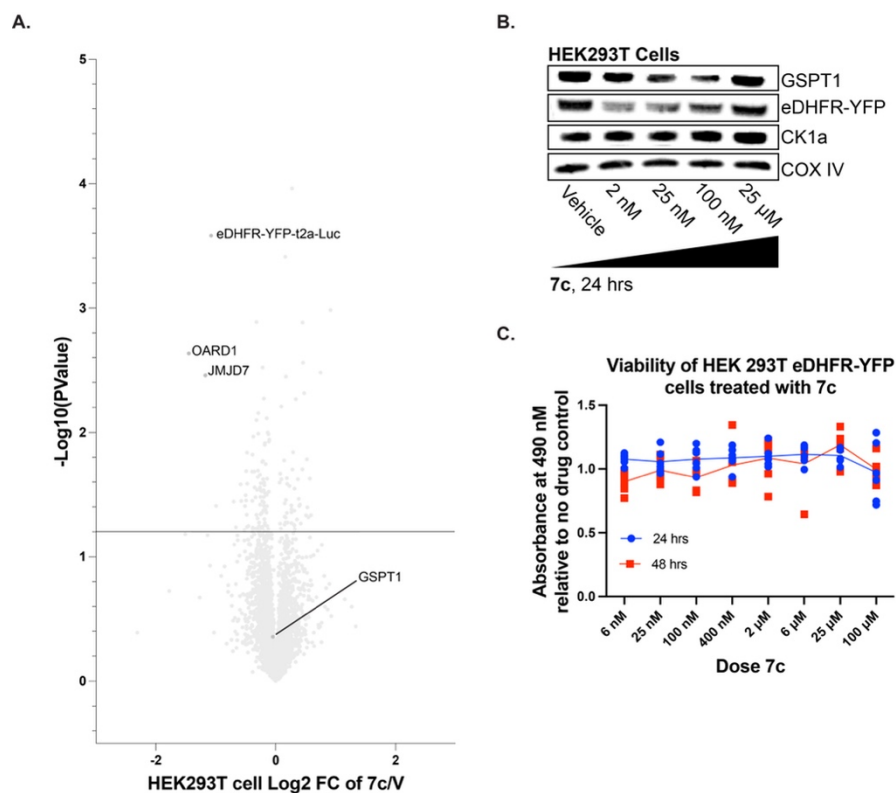 A.
5
4
3
2
1
0
-Log10(PValue)
eDHFR-YFP-t2a-Luc
OARD1
JMJD7
GSPT1
-2
0
2
HEK293T cell Log2 FC of 7c/V
B.
HEK293T Cells
GSPT1
eDHFR-YFP
CK1a
COX IV
Vehicle
2 nM
25 nM
100 nM
25 µM
7c, 24 hrs
C.
Viability of HEK 293T eDHFR-YFP
cells treated with 7c
Absorbance at 490 nM
relative to no drug control
1.5
1.0
0.5
0.0
24 hrs
48 hrs
6 nM
25 nM
100 nM
400 nM
2 µM
6 µM
25 µM
100 µM
Dose 7c